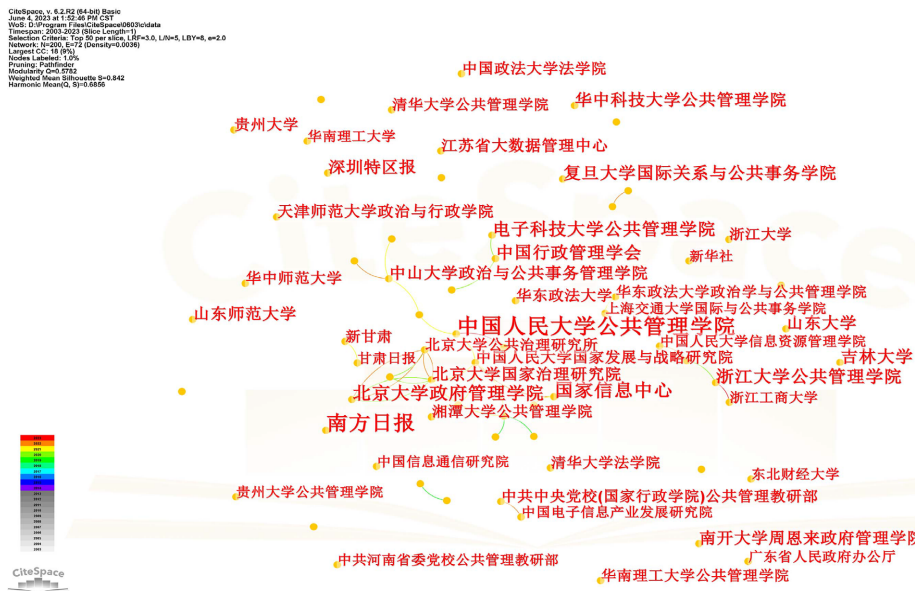 CiteSpace, v. 6.2.R2 (64-bit) Basic
June 4, 2023 at 1:52:46 PM CST
WoS: D:\Program Files\CiteSpace\0603\c\data
Timespan: 2003-2023 (Slice Length=1)
Selection Criteria: Top 50 per slice, LRF=3.0, L/N=5, LBY=8, e=2.0
Network: N=200, E=72 (Density=0.0036)
Largest CC: 18 (9%)
Nodes Labeled: 1.0%
Pruning: Pathfinder
Modularity Q=0.5782
Weighted Mean Silhouette S=0.842
Harmonic Mean(Q, S)=0.6856
中国政法大学法学院
清华大学公共管理学院
华中科技大学公共管理学院
贵州大学
华南理工大学
江苏省大数据管理中心
深圳特区报
复旦大学国际关系与公共事务学院
天津师范大学政治与行政学院
电子科技大学公共管理学院
浙江大学
中国行政管理学会
新华社
华中师范大学
中山大学政治与公共事务管理学院
华东政法大学
华东政法大学政治学与公共管理学院
上海交通大学国际与公共事务学院
山东师范大学
中国人民大学公共管理学院
山东大学
新甘肃
北京大学公共治理研究所
中国人民大学信息资源管理学院
甘肃日报
中国人民大学国家发展与战略研究院
吉林大学
北京大学国家治理研究院
浙江大学公共管理学院
北京大学政府管理学院
国家信息中心
浙江工商大学
南方日报
湘潭大学公共管理学院
中国信息通信研究院
清华大学法学院
东北财经大学
贵州大学公共管理学院
中共中央党校(国家行政学院)公共管理教研部
中国电子信息产业发展研究院
南开大学周恩来政府管理学院
广东省人民政府办公厅
中共河南省委党校公共管理教研部
华南理工大学公共管理学院
CiteSpace
CiteSpace